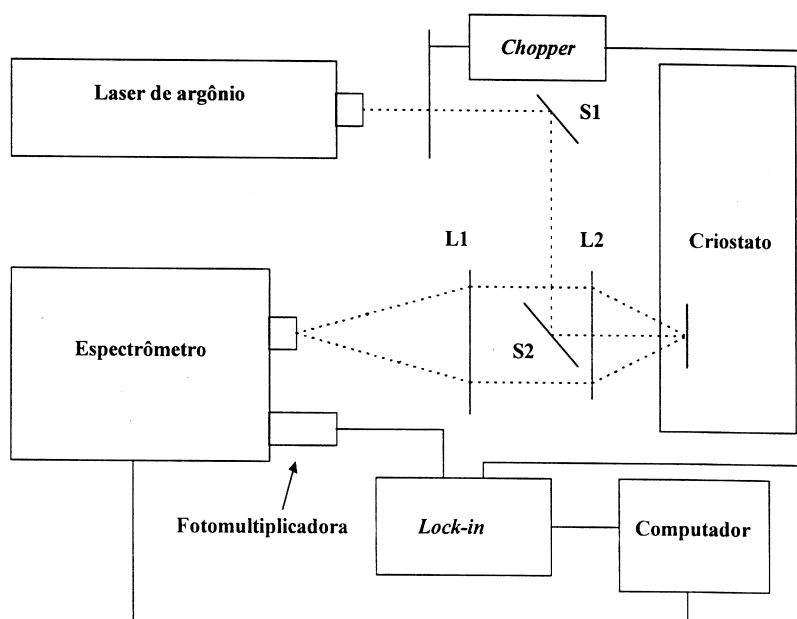 Chopper
Laser de argônio
S1
L1
L2
Criostato
Espectrômetro
S2
Fotomultiplicadora
Lock-in
Computador